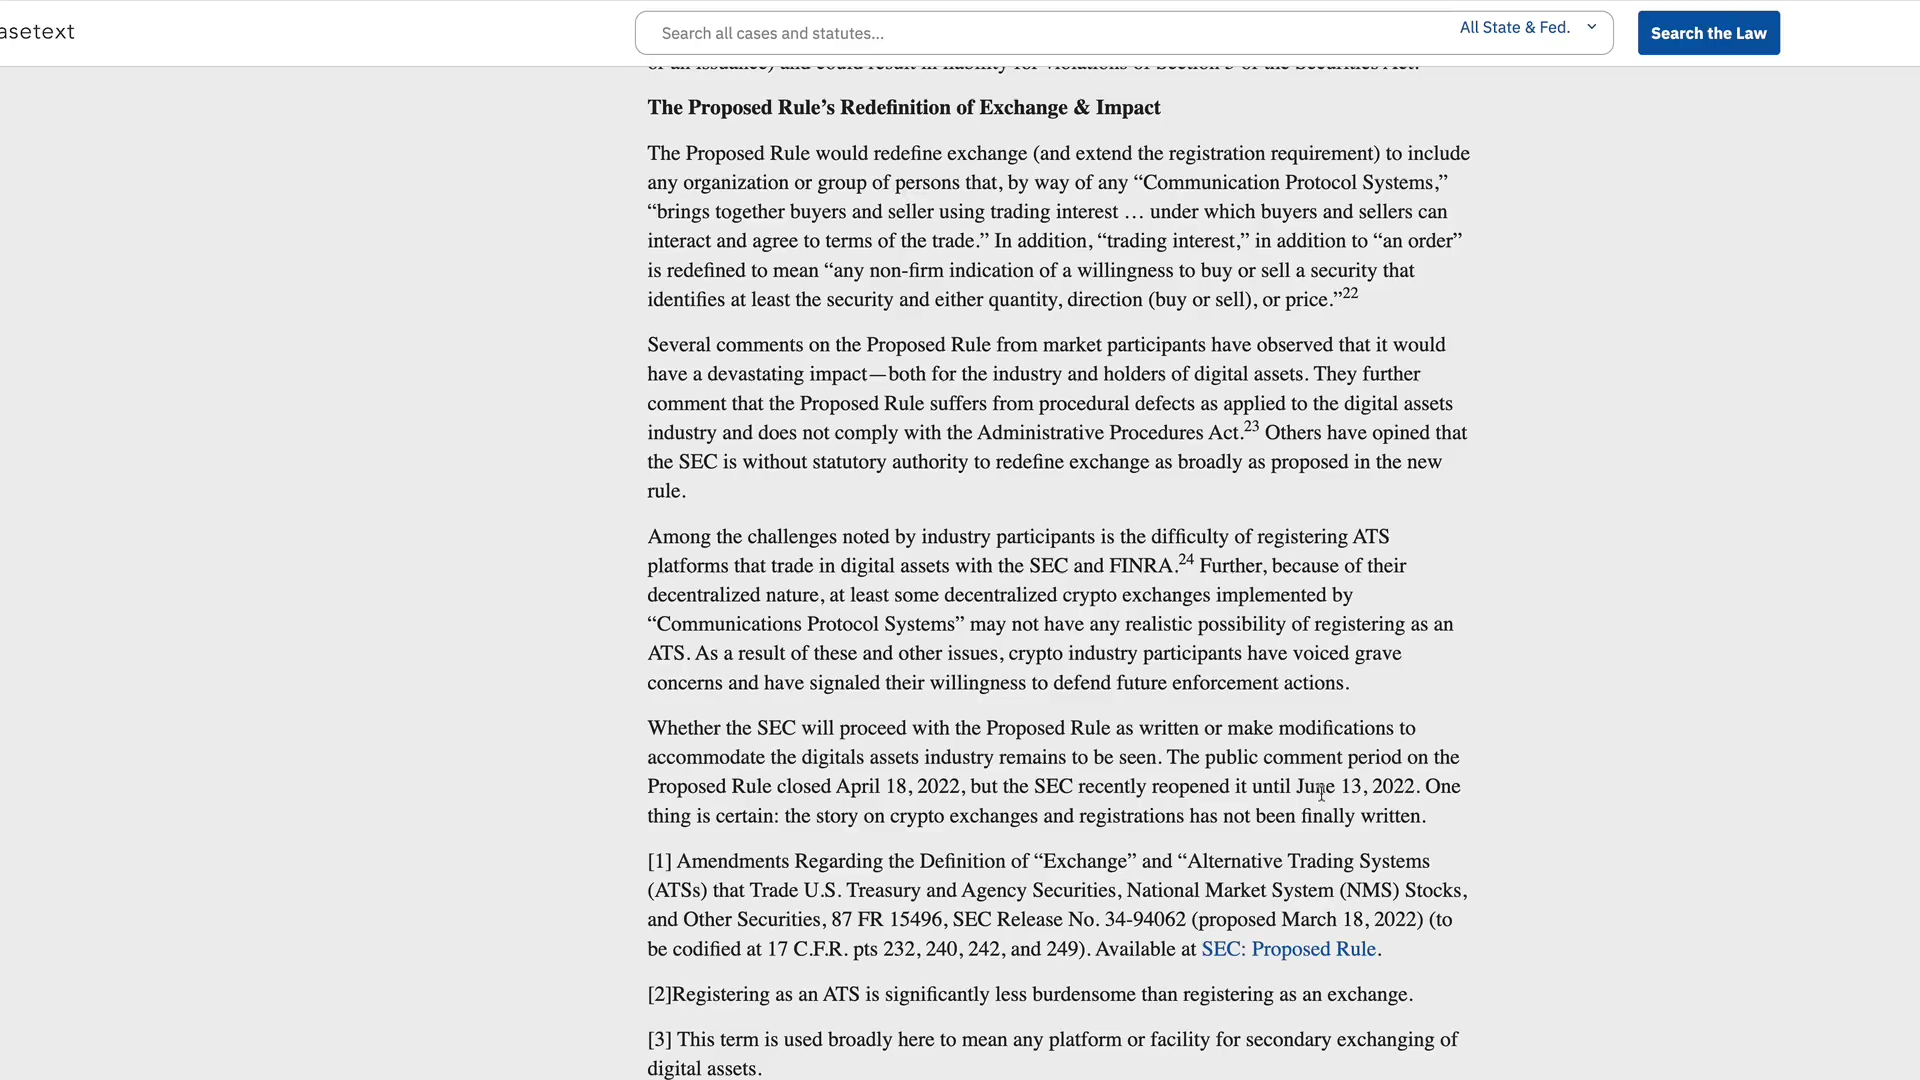 asetext
Search all cases and statutes...
All State & Fed.
Search the Law
of an issuance) and could result in liability for violations of Section 5 of the Securities Act.
The Proposed Rule’s Redefinition of Exchange & Impact
The Proposed Rule would redefine exchange (and extend the registration requirement) to include
any organization or group of persons that, by way of any “Communication Protocol Systems,”
“brings together buyers and seller using trading interest … under which buyers and sellers can
interact and agree to terms of the trade.” In addition, “trading interest,” in addition to “an order”
is redefined to mean “any non-firm indication of a willingness to buy or sell a security that
identifies at least the security and either quantity, direction (buy or sell), or price.”22
Several comments on the Proposed Rule from market participants have observed that it would
have a devastating impact—both for the industry and holders of digital assets. They further
comment that the Proposed Rule suffers from procedural defects as applied to the digital assets
industry and does not comply with the Administrative Procedures Act.23 Others have opined that
the SEC is without statutory authority to redefine exchange as broadly as proposed in the new
rule.
Among the challenges noted by industry participants is the difficulty of registering ATS
platforms that trade in digital assets with the SEC and FINRA.24 Further, because of their
decentralized nature, at least some decentralized crypto exchanges implemented by
“Communications Protocol Systems” may not have any realistic possibility of registering as an
ATS. As a result of these and other issues, crypto industry participants have voiced grave
concerns and have signaled their willingness to defend future enforcement actions.
Whether the SEC will proceed with the Proposed Rule as written or make modifications to
accommodate the digitals assets industry remains to be seen. The public comment period on the
Proposed Rule closed April 18, 2022, but the SEC recently reopened it until June 13, 2022. One
thing is certain: the story on crypto exchanges and registrations has not been finally written.
[1] Amendments Regarding the Definition of “Exchange” and “Alternative Trading Systems
(ATSs) that Trade U.S. Treasury and Agency Securities, National Market System (NMS) Stocks,
and Other Securities, 87 FR 15496, SEC Release No. 34-94062 (proposed March 18, 2022) (to
be codified at 17 C.F.R. pts 232, 240, 242, and 249). Available at SEC: Proposed Rule.
[2]Registering as an ATS is significantly less burdensome than registering as an exchange.
[3] This term is used broadly here to mean any platform or facility for secondary exchanging of
digital assets.